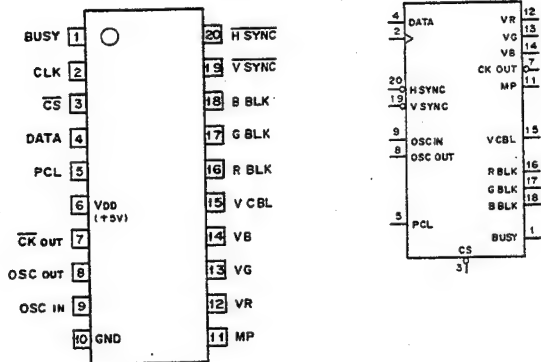 BUSY 1
CLK 2
CS 3
DATA 4
PCL 5
6 VDD
(+5V)
CK OUT 7
OSC OUT 8
OSC IN 9
10 GND
20 H SYNC
19 V SYNC
18 B BLK
17 G BLK
16 R BLK
15 V CBL
14 VB
13 VG
12 VR
11 MP
4 DATA
2
20 H SYNC
19 V SYNC
9 OSC IN
8 OSC OUT
5 PCL
VR 12
VG 13
VB 14
CK OUT 7
MP 11
V CBL 15
R BLK 16
G BLK 17
B BLK 18
BUSY 1
CS
3